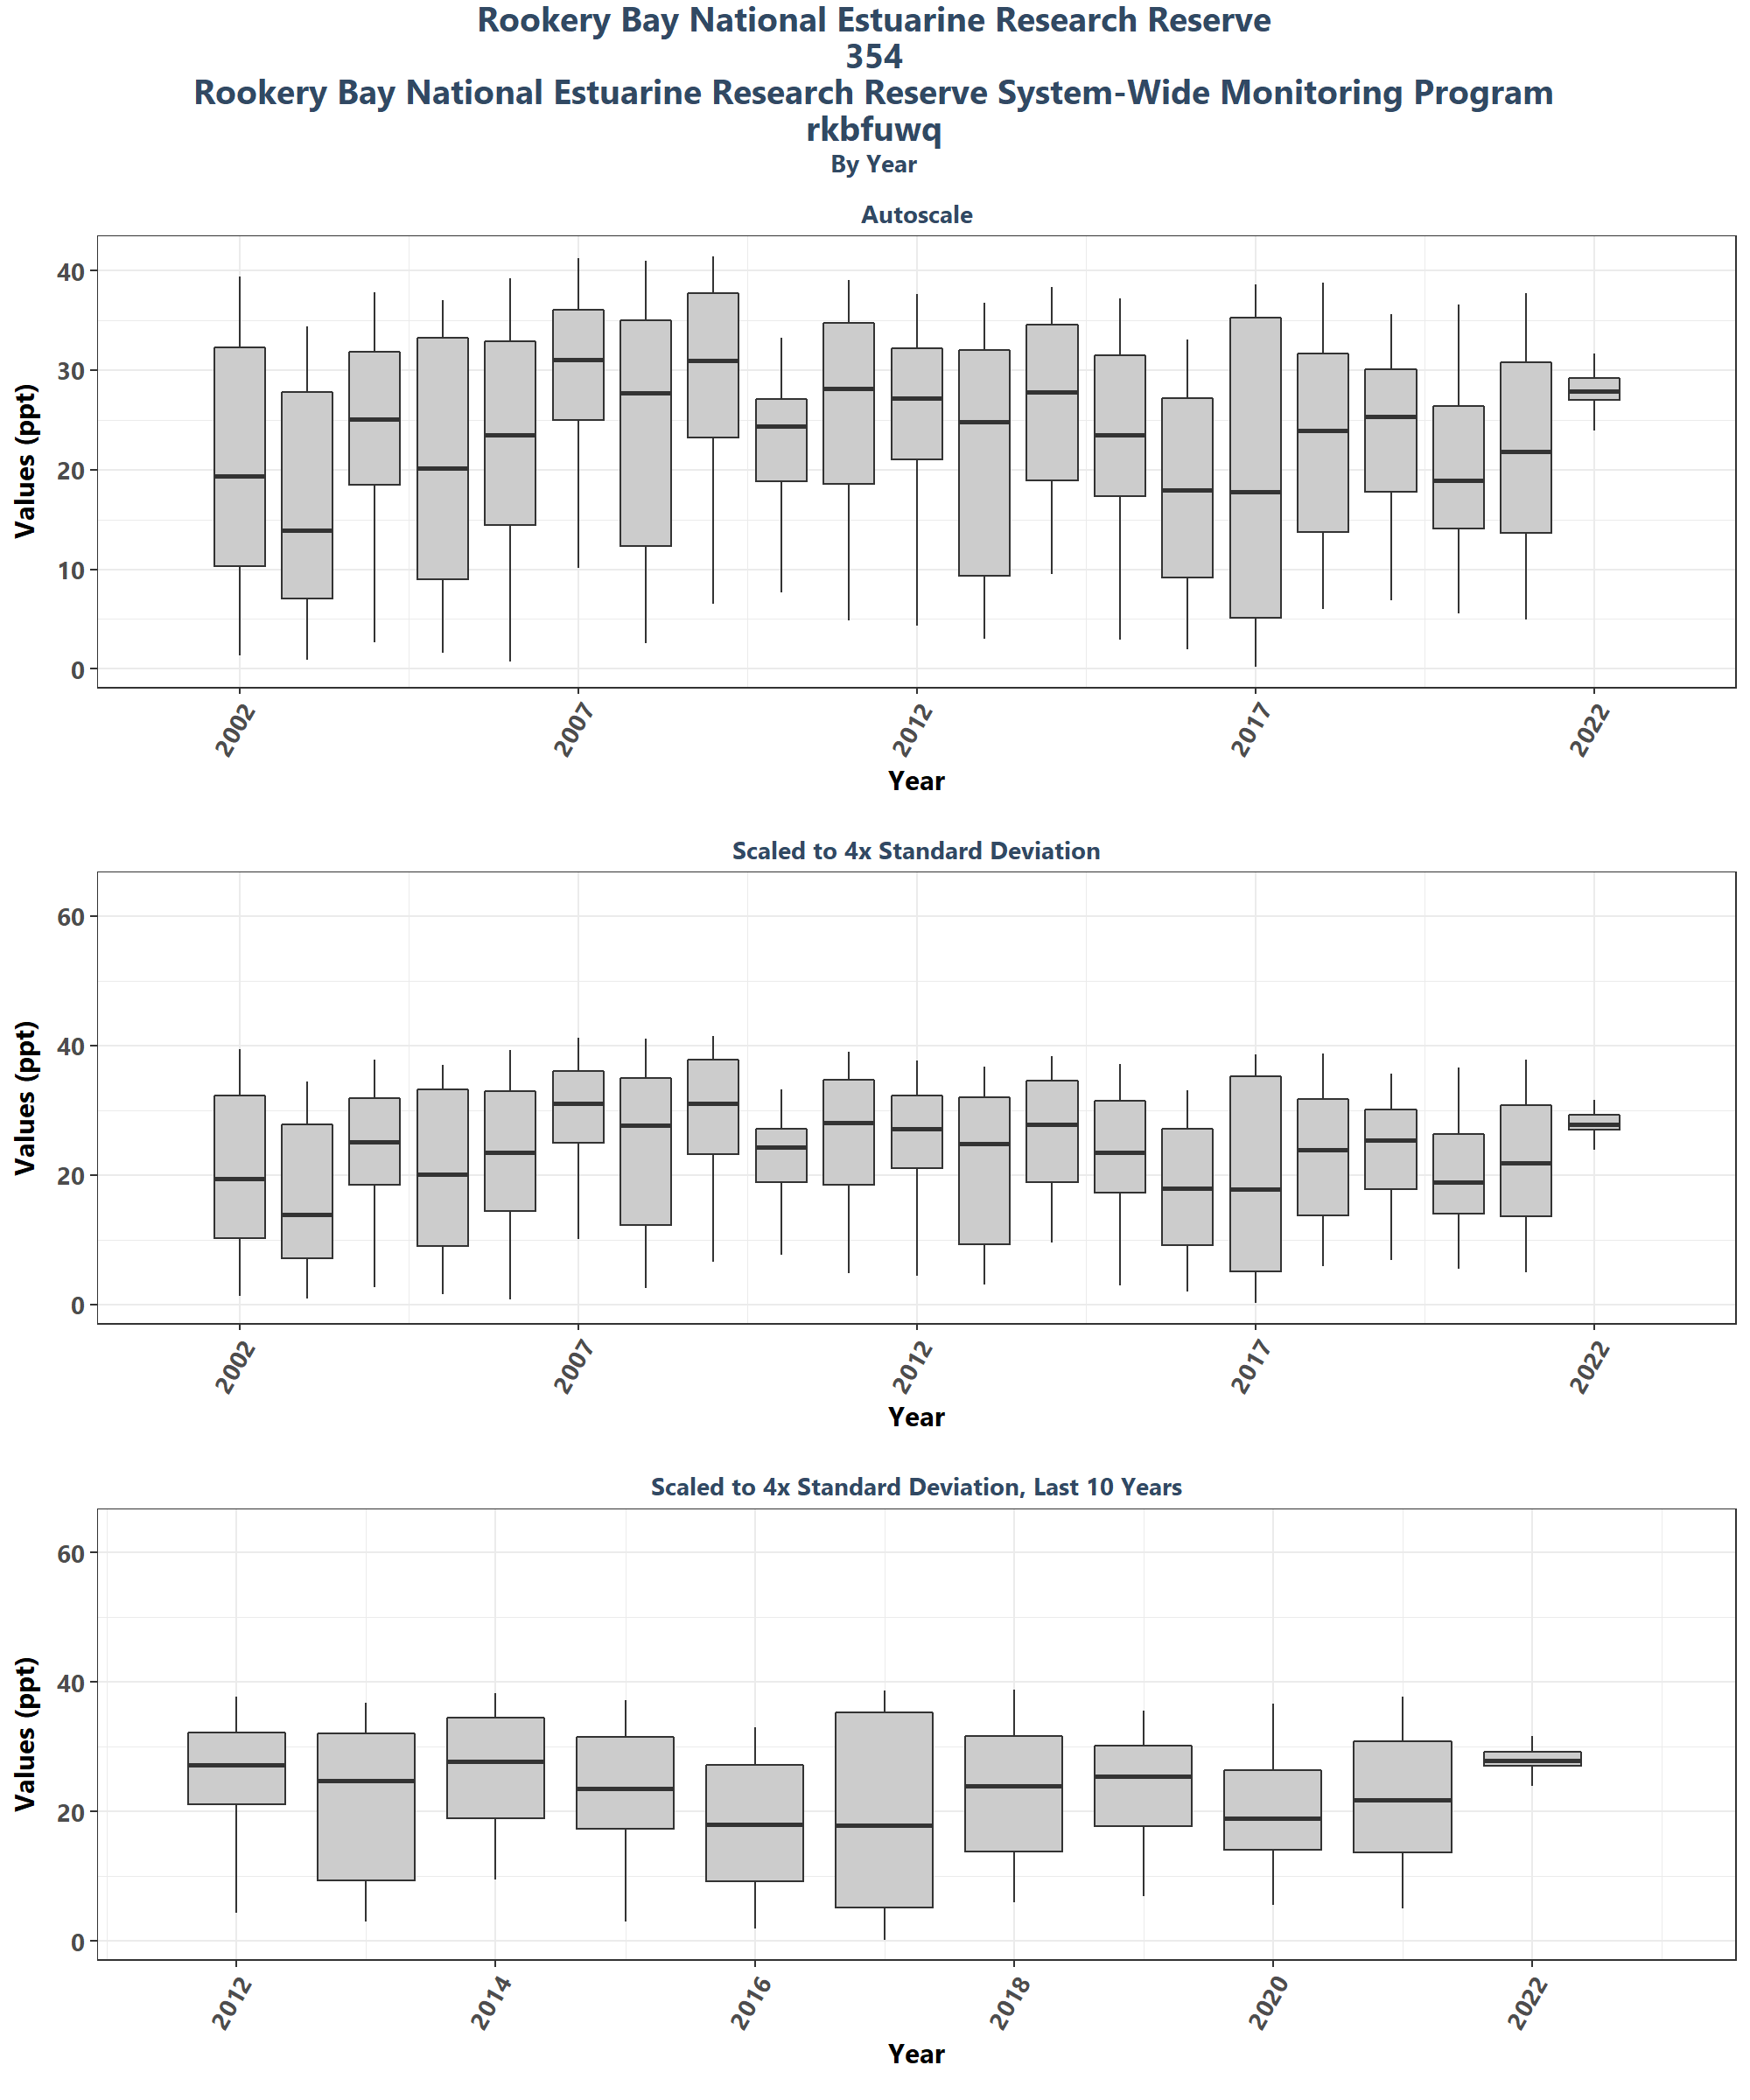 Rookery Bay National Estuarine Research Reserve
354
Rookery Bay National Estuarine Research Reserve System-Wide Monitoring Program
rkbfuwq
By Year
Autoscale
Values (ppt)
40
30
20
10
0
2002 2007 2012 2017 2022
Year
Scaled to 4x Standard Deviation
Values (ppt)
60
40
20
0
2002 2007 2012 2017 2022
Year
Scaled to 4x Standard Deviation, Last 10 Years
Values (ppt)
60
40
20
0
2012 2014 2016 2018 2020 2022
Year